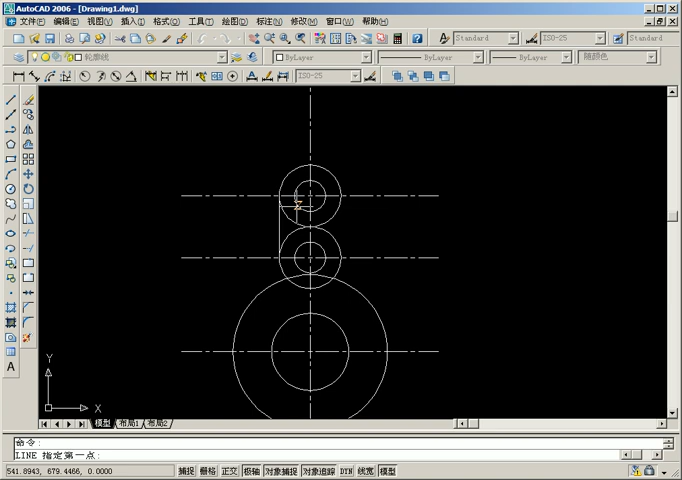 AutoCAD 2006 - [Drawing1.dwg]
文件(F) 编辑(E) 视图(V) 插入(I) 格式(O) 工具(T) 绘图(D) 标注(N) 修改(M) 窗口(W) 帮助(H)
Standard ISO-25 Standard
轮廓线 ByLayer ByLayer ByLayer 随颜色
ISO-25
A
Y
X
模型 布局1 布局2
命令:
LINE 指定第一点:
541.8943, 679.4466, 0.0000 捕捉 栅格 正交 极轴 对象捕捉 对象追踪 DYN 线宽 模型